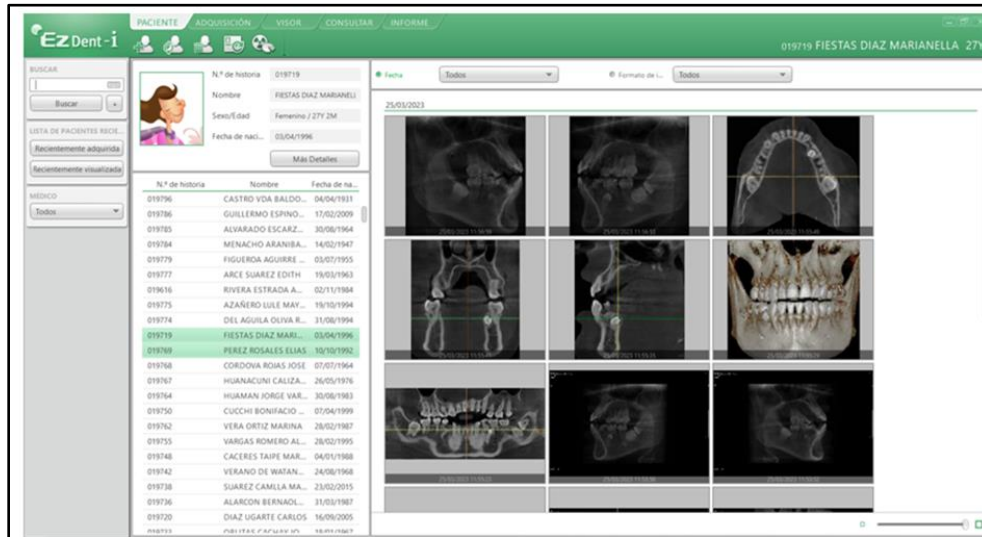 EzDent-i
PACIENTE ADQUISICIÓN VISOR CONSULTAR INFORME
019719 FIESTAS DIAZ MARIANELLA 27Y
BUSCAR
Buscar
LISTA DE PACIENTES RECIE...
Recientemente adquirida
Recientemente visualizada
MÉDICO
Todos
N.º de historia 019719
Nombre FIESTAS DIAZ MARIANELL
Sexo/Edad Femenino / 27Y 2M
Fecha de naci... 03/04/1996
Más Detalles
N.º de historia Nombre Fecha de na...
019796 CASTRO VDA BALDO... 04/04/1931
019786 GUILLERMO ESPINO... 17/02/2009
019785 ALVARADO ESCARZ... 30/08/1964
019784 MENACHO ARANIBA... 14/02/1947
019779 FIGUEROA AGUIRRE ... 03/07/1955
019777 ARCE SUAREZ EDITH 19/03/1963
019616 RIVERA ESTRADA A... 02/11/1984
019775 AZAÑERO LULE MAY... 19/10/1994
019774 DEL AGUILA OLIVA R... 31/08/1994
019719 FIESTAS DIAZ MARI... 03/04/1996
019769 PEREZ ROSALES ELIAS 10/10/1992
019768 CORDOVA ROJAS JOSE 07/07/1964
019767 HUANACUNI CALIZA... 26/05/1976
019764 HUAMAN JORGE VAR... 30/08/1983
019750 CUCCHI BONIFACIO ... 07/04/1999
019762 VERA ORTIZ MARINA 28/02/1987
019755 VARGAS ROMERO AL... 28/02/1995
019748 CACERES TAIPE MAR... 04/01/1988
019742 VERANO DE WATAN... 24/08/1968
019738 SUAREZ CAMLLA MA... 23/02/2015
019736 ALARCON BERNAOL... 31/03/1987
019720 DIAZ UGARTE CARLOS 16/09/2005
Fecha Todos Formato de i... Todos
25/03/2023